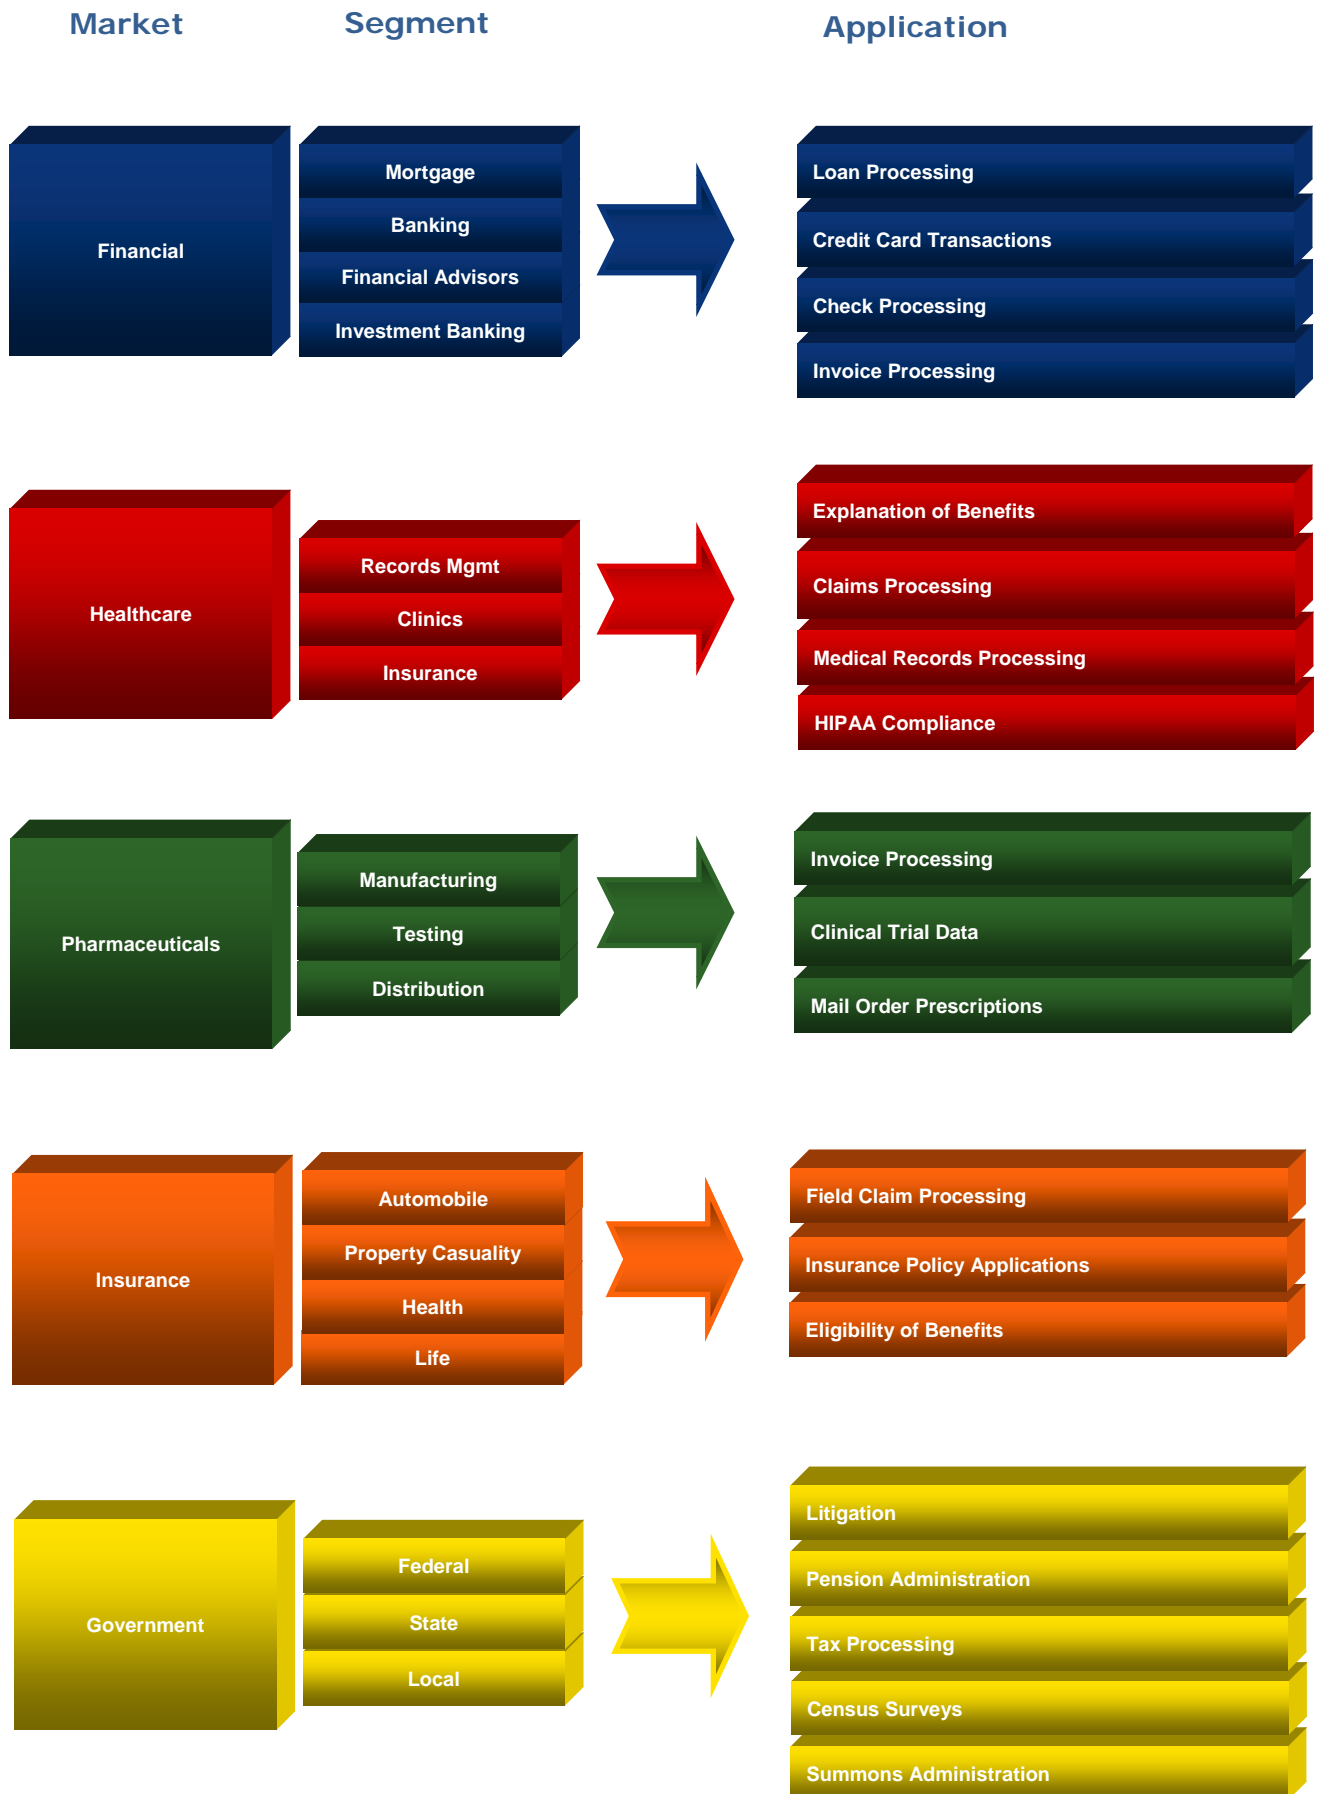 Market
Segment
Application
Financial
Mortgage
Banking
Financial Advisors
Investment Banking
Loan Processing
Credit Card Transactions
Check Processing
Invoice Processing
Healthcare
Records Mgmt
Clinics
Insurance
Explanation of Benefits
Claims Processing
Medical Records Processing
HIPAA Compliance
Pharmaceuticals
Manufacturing
Testing
Distribution
Invoice Processing
Clinical Trial Data
Mail Order Prescriptions
Insurance
Automobile
Property Casuality
Health
Life
Field Claim Processing
Insurance Policy Applications
Eligibility of Benefits
Government
Federal
State
Local
Litigation
Pension Administration
Tax Processing
Census Surveys
Summons Administration